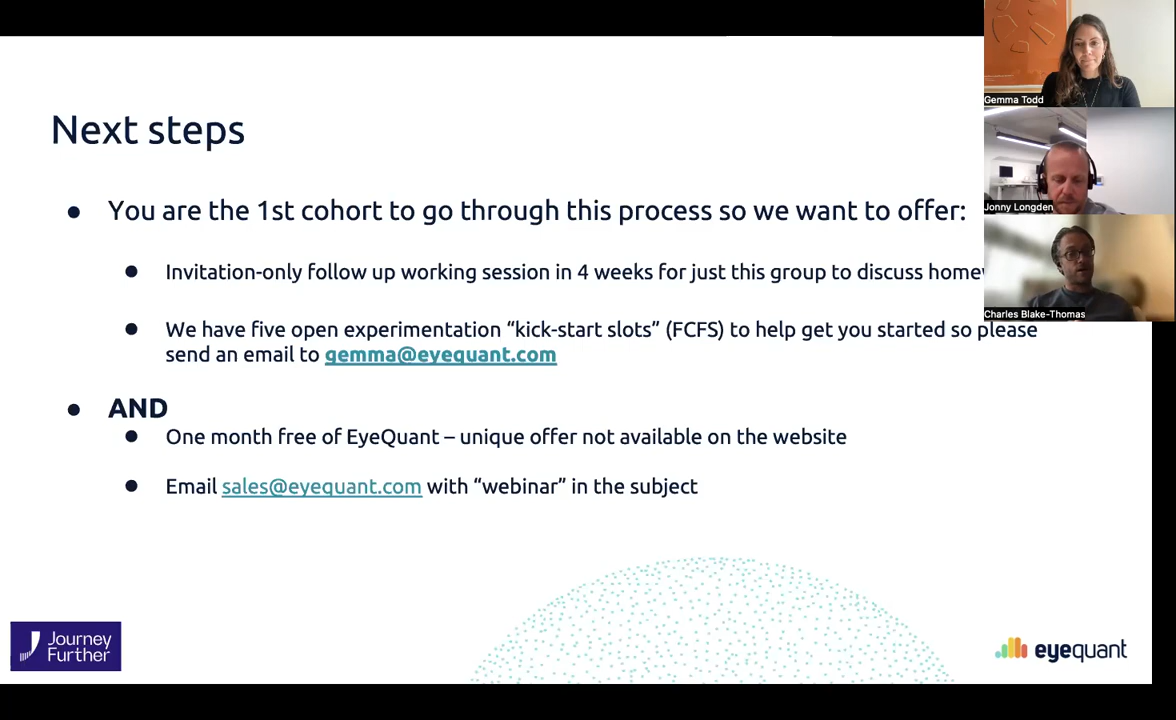 Next steps
You are the 1st cohort to go through this process so we want to offer:
Invitation-only follow up working session in 4 weeks for just this group to discuss
We have five open experimentation “kick-start slots” (FCFS) to help get you started so please
send an email to gemma@eyequant.com
AND
One month free of EyeQuant – unique offer not available on the website
Email sales@eyequant.com with “webinar” in the subject
Gemma Todd
Jonny Longden
Charles Blake-Thomas
Journey
Further
eyequant